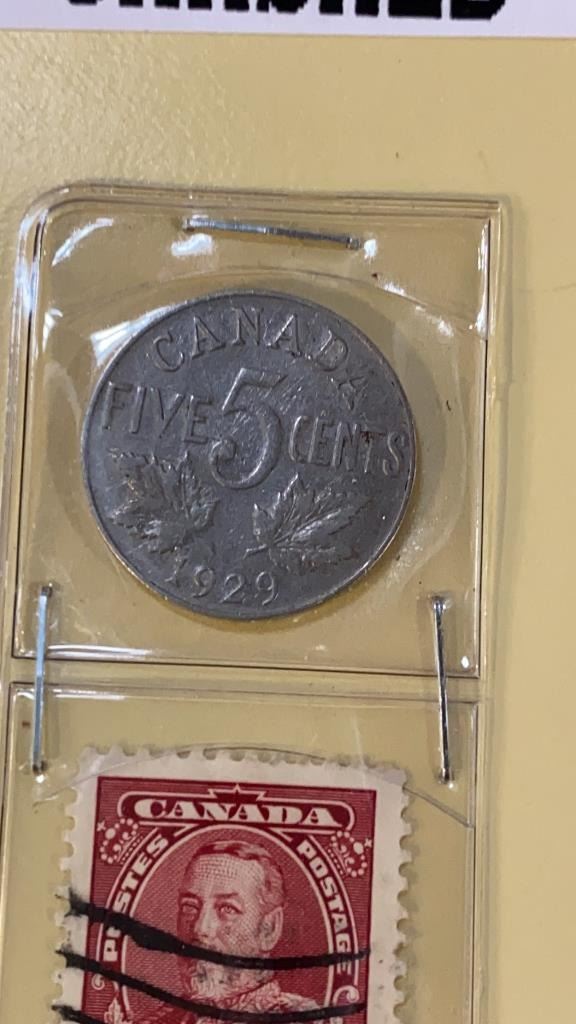 CANADA
FIVE 5 CENTS
1929
CANADA
POSTES POSTAGE